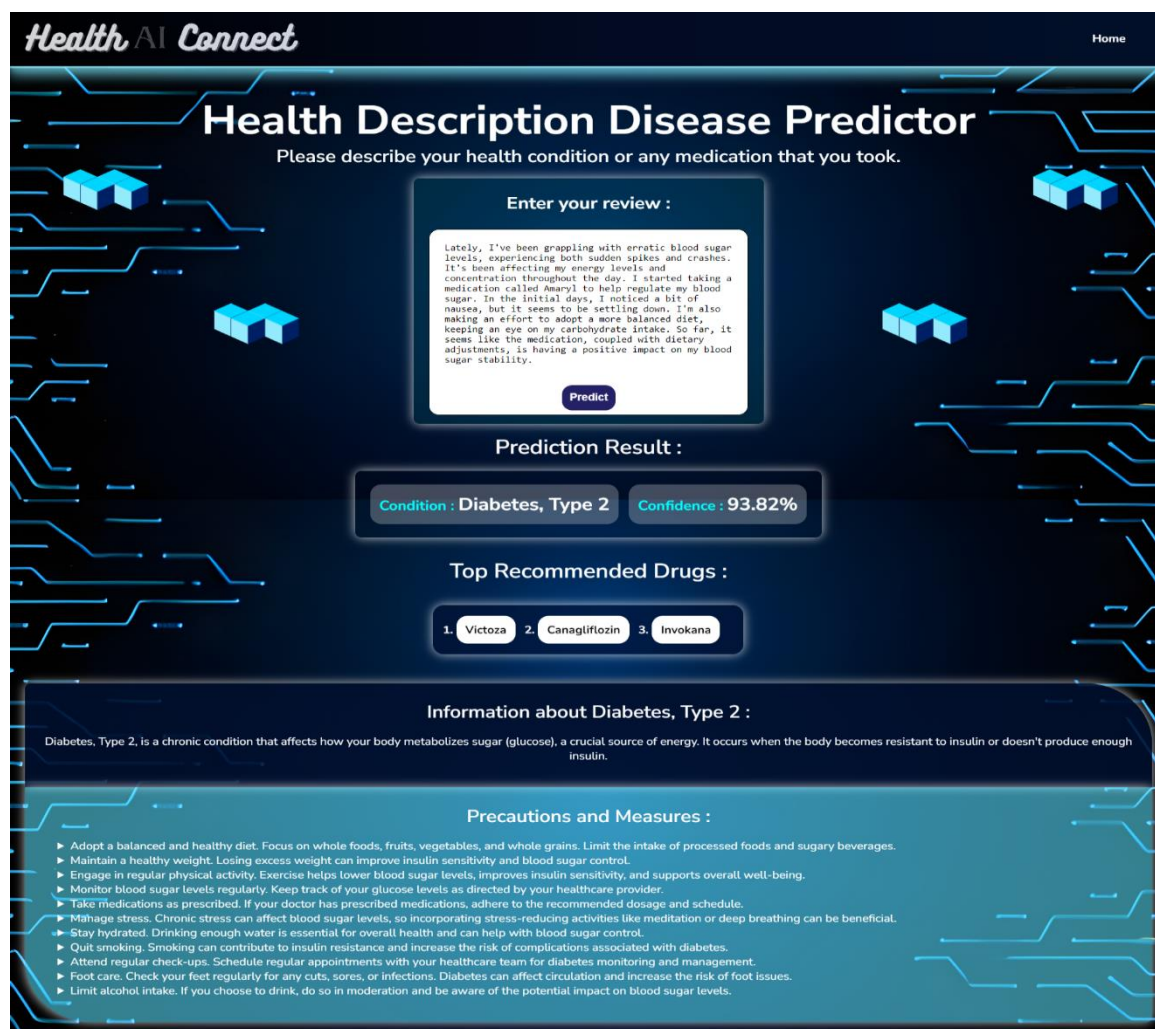 Health AI Connect
Home
Health Description Disease Predictor
Please describe your health condition or any medication that you took.
Enter your review :
Lately, I've been grappling with erratic blood sugar
levels, experiencing both sudden spikes and crashes.
It's been affecting my energy levels and
concentration throughout the day. I started taking a
medication called Amaryl to help regulate my blood
sugar. In the initial days, I noticed a bit of
nausea, but it seems to be settling down. I'm also
making an effort to adopt a more balanced diet,
keeping an eye on my carbohydrate intake. So far, it
seems like the medication, coupled with dietary
adjustments, is having a positive impact on my blood
sugar stability.
Predict
Prediction Result :
Condition : Diabetes, Type 2 Confidence : 93.82%
Top Recommended Drugs :
1. Victoza 2. Canagliflozin 3. Invokana
Information about Diabetes, Type 2 :
Diabetes, Type 2, is a chronic condition that affects how your body metabolizes sugar (glucose), a crucial source of energy. It occurs when the body becomes resistant to insulin or doesn't produce enough
insulin.
Precautions and Measures :
► Adopt a balanced and healthy diet. Focus on whole foods, fruits, vegetables, and whole grains. Limit the intake of processed foods and sugary beverages.
► Maintain a healthy weight. Losing excess weight can improve insulin sensitivity and blood sugar control.
► Engage in regular physical activity. Exercise helps lower blood sugar levels, improves insulin sensitivity, and supports overall well-being.
► Monitor blood sugar levels regularly. Keep track of your glucose levels as directed by your healthcare provider.
► Take medications as prescribed. If your doctor has prescribed medications, adhere to the recommended dosage and schedule.
► Manage stress. Chronic stress can affect blood sugar levels, so incorporating stress-reducing activities like meditation or deep breathing can be beneficial.
► Stay hydrated. Drinking enough water is essential for overall health and can help with blood sugar control.
► Quit smoking. Smoking can contribute to insulin resistance and increase the risk of complications associated with diabetes.
► Attend regular check-ups. Schedule regular appointments with your healthcare team for diabetes monitoring and management.
► Foot care. Check your feet regularly for any cuts, sores, or infections. Diabetes can affect circulation and increase the risk of foot issues.
► Limit alcohol intake. If you choose to drink, do so in moderation and be aware of the potential impact on blood sugar levels.